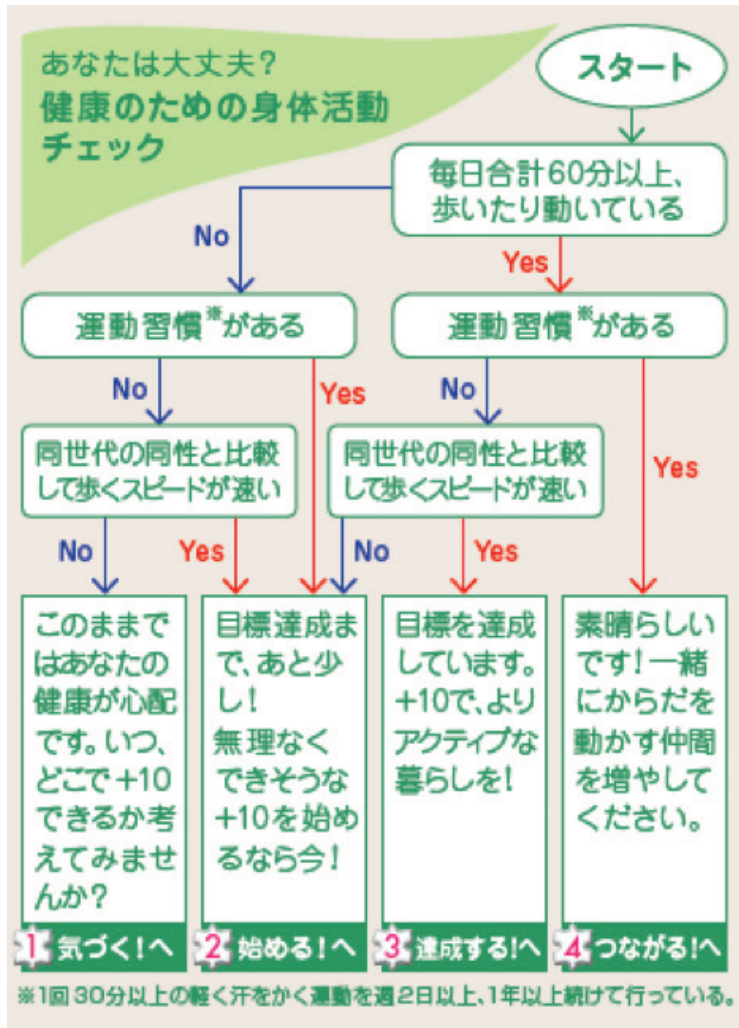 あなたは大丈夫?
健康のための身体活動
チェック
スタート
毎日合計60分以上、
歩いたり動いている
No
Yes
運動習慣※がある
運動習慣※がある
No
Yes
No
Yes
同世代の同性と比較
して歩くスピードが速い
同世代の同性と比較
して歩くスピードが速い
No
Yes
No
Yes
このままで
はあなたの
健康が心配
です。いつ、
どこで+10
できるか考
えてみませ
んか?
1 気づく!へ
目標達成ま
で、あと少
し!
無理なく
できそうな
+10を始め
るなら今!
2 始める!へ
目標を達成
しています。
+10で、より
アクティブな
暮らしを!
3 達成する!へ
素晴らしい
です!一緒
にからだを
動かす仲間
を増やして
ください。
4 つながる!へ
※1回30分以上の軽く汗をかく運動を週2日以上、1年以上続けて行っている。